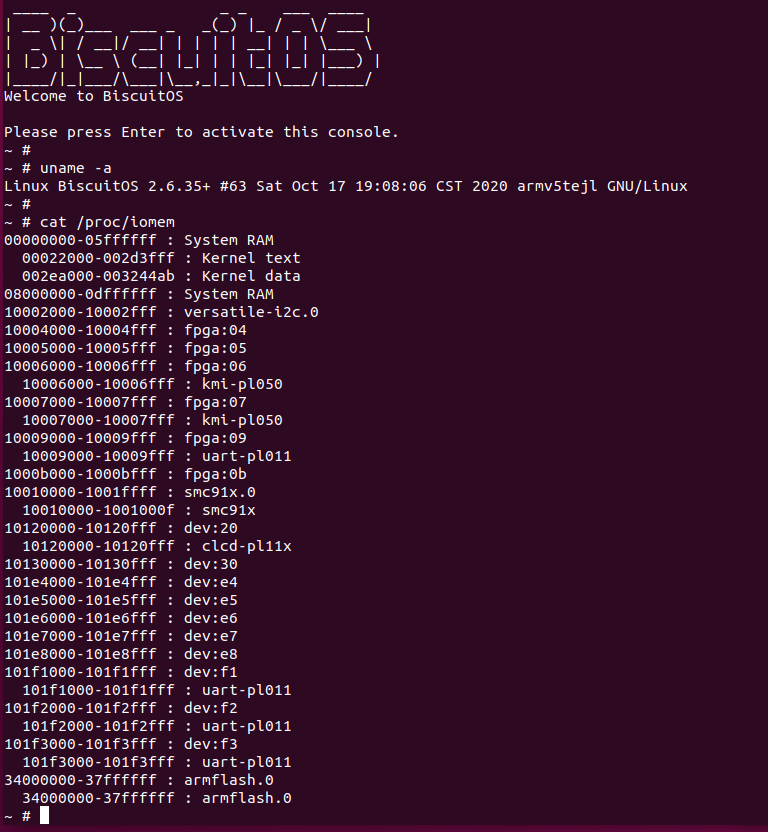 ____  _                _ _    ___  ____
| __ )(_)___  ___ _   _(_) |_ / _ \/ ___|
|  _ \| / __|/ __| | | | | __| | | \___ \
| |_) | \__ \ (__| |_| | | |_| |_| |___) |
|____/|_|___/\___|\__,_|_|\__|\___/|____/
Welcome to BiscuitOS

Please press Enter to activate this console.
~ #
~ # uname -a
Linux BiscuitOS 2.6.35+ #63 Sat Oct 17 19:08:06 CST 2020 armv5tejl GNU/Linux
~ #
~ # cat /proc/iomem
00000000-05ffffff : System RAM
  00022000-002d3fff : Kernel text
  002ea000-003244ab : Kernel data
08000000-0dffffff : System RAM
10002000-10002fff : versatile-i2c.0
10004000-10004fff : fpga:04
10005000-10005fff : fpga:05
10006000-10006fff : fpga:06
  10006000-10006fff : kmi-pl050
10007000-10007fff : fpga:07
  10007000-10007fff : kmi-pl050
10009000-10009fff : fpga:09
  10009000-10009fff : uart-pl011
1000b000-1000bfff : fpga:0b
10010000-1001ffff : smc91x.0
  10010000-1001000f : smc91x
10120000-10120fff : dev:20
  10120000-10120fff : clcd-pl11x
10130000-10130fff : dev:30
101e4000-101e4fff : dev:e4
101e5000-101e5fff : dev:e5
101e6000-101e6fff : dev:e6
101e7000-101e7fff : dev:e7
101e8000-101e8fff : dev:e8
101f1000-101f1fff : dev:f1
  101f1000-101f1fff : uart-pl011
101f2000-101f2fff : dev:f2
  101f2000-101f2fff : uart-pl011
101f3000-101f3fff : dev:f3
  101f3000-101f3fff : uart-pl011
34000000-37ffffff : armflash.0
  34000000-37ffffff : armflash.0
~ #